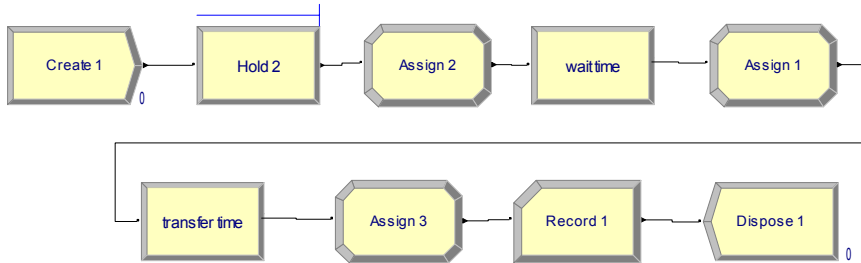 Create 1
0
Hold 2
Assign 2
wait time
Assign 1
transfer time
Assign 3
Record 1
Dispose 1
0